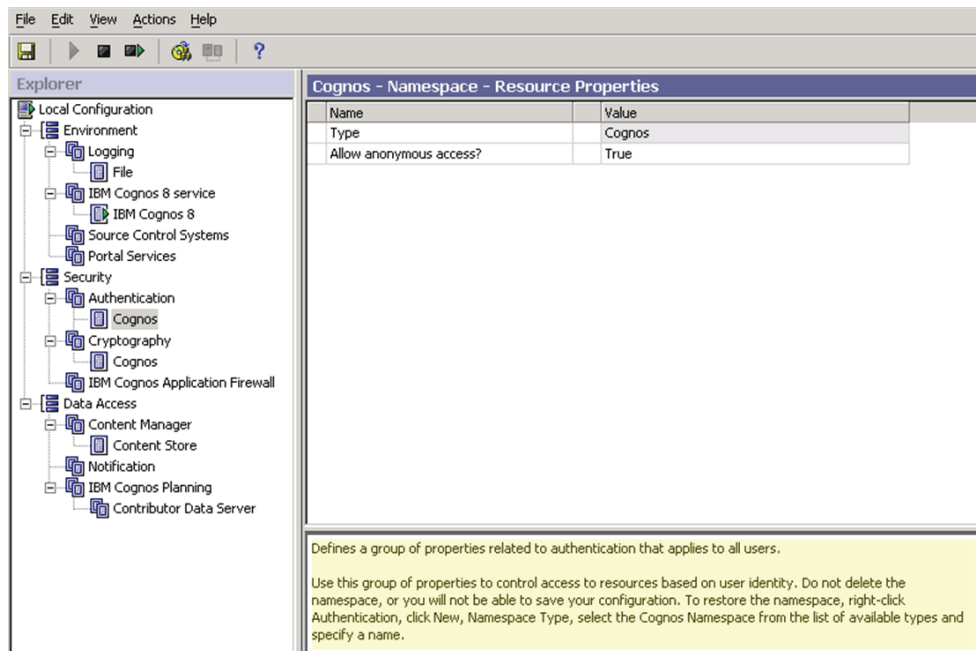 File Edit View Actions Help
?
Explorer
Cognos - Namespace - Resource Properties
Name Value
Type Cognos
Allow anonymous access? True
Local Configuration
Environment
Logging
File
IBM Cognos 8 service
IBM Cognos 8
Source Control Systems
Portal Services
Security
Authentication
Cognos
Cryptography
Cognos
IBM Cognos Application Firewall
Data Access
Content Manager
Content Store
Notification
IBM Cognos Planning
Contributor Data Server
Defines a group of properties related to authentication that applies to all users.
Use this group of properties to control access to resources based on user identity. Do not delete the
namespace, or you will not be able to save your configuration. To restore the namespace, right-click
Authentication, click New, Namespace Type, select the Cognos Namespace from the list of available types and
specify a name.